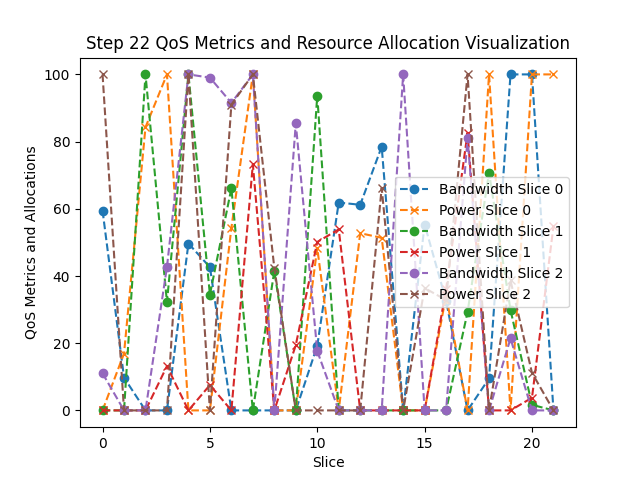 Step 22 QoS Metrics and Resource Allocation Visualization
QoS Metrics and Allocations
100
80
60
40
20
0
Bandwidth Slice 0
Power Slice 0
Bandwidth Slice 1
Power Slice 1
Bandwidth Slice 2
Power Slice 2
0
5
10
15
20
Slice